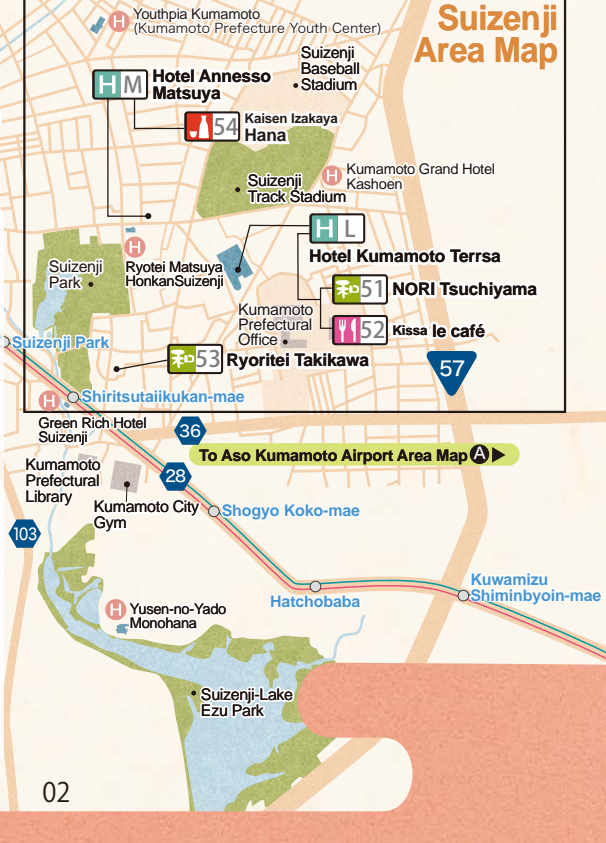 Suizenji
Area Map
H Youthpia Kumamoto
(Kumamoto Prefecture Youth Center)
Suizenji
Baseball
Stadium
H M Hotel Annesso
Matsuya
54 Kaisen Izakaya
Hana
H Kumamoto Grand Hotel
Kashoen
Suizenji
Track Stadium
H L
Hotel Kumamoto Terrsa
H
Ryotei Matsuya
HonkanSuizenji
Suizenji
Park
和 51 NORI Tsuchiyama
Kumamoto
Prefectural
Office
52 Kissa le café
Suizenji Park
和 53 Ryoritei Takikawa
57
H
Shiritsutaiikukan-mae
Green Rich Hotel
Suizenji
36
To Aso Kumamoto Airport Area Map A
Kumamoto
Prefectural
Library
28
Kumamoto City
Gym
Shogyo Koko-mae
103
Kuwamizu
Shiminbyoin-mae
Hatchobaba
H Yusen-no-Yado
Monohana
Suizenji-Lake
Ezu Park
02